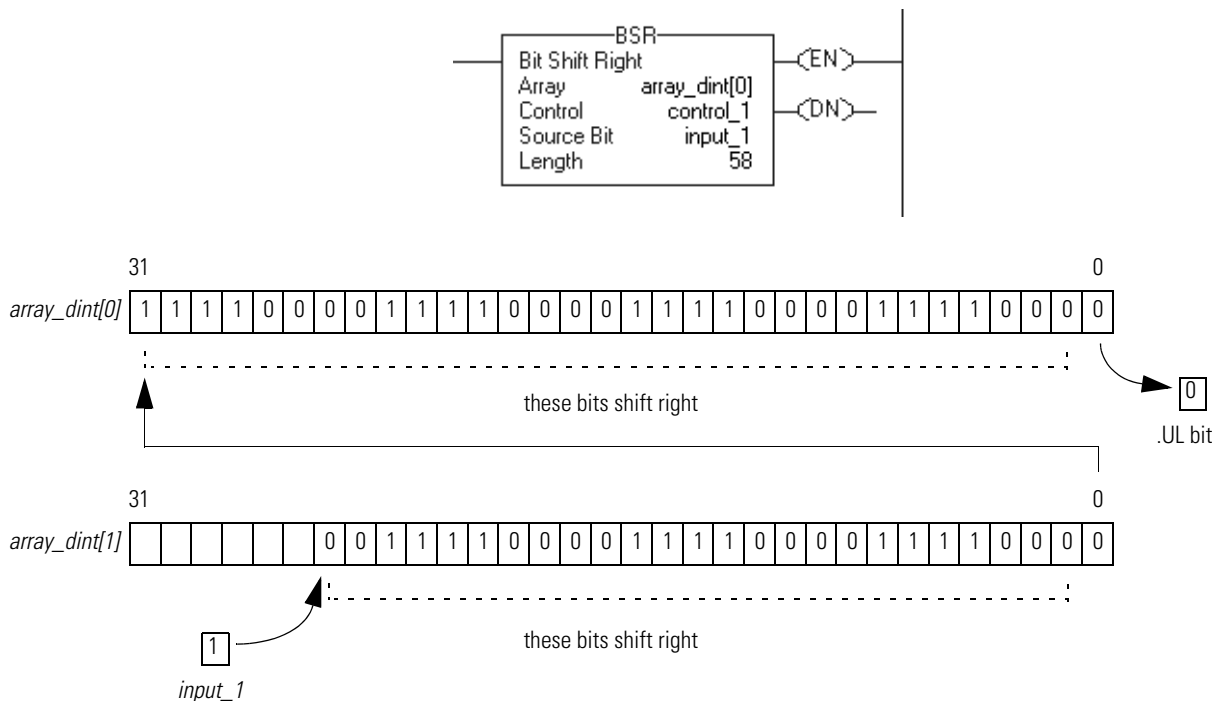 BSR
Bit Shift Right
Array array_dint[0]
Control control_1
Source Bit input_1
Length 58
EN
DN
31 0
array_dint[0] 1 1 1 1 0 0 0 0 1 1 1 1 0 0 0 0 1 1 1 1 0 0 0 0 1 1 1 1 0 0 0 0
these bits shift right
0
.UL bit
31 0
array_dint[1] 0 0 1 1 1 1 0 0 0 0 1 1 1 1 0 0 0 0 1 1 1 1 0 0 0 0
1
these bits shift right
input_1